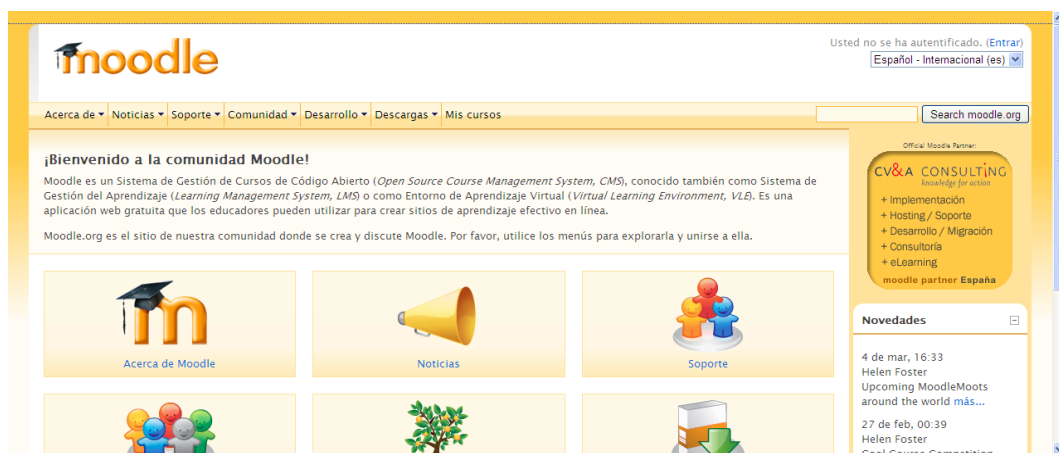 moodle
Usted no se ha autentificado. (Entrar)
Español - Internacional (es)
Acerca de Noticias Soporte Comunidad Desarrollo Descargas Mis cursos
Search moodle.org
¡Bienvenido a la comunidad Moodle!
Moodle es un Sistema de Gestión de Cursos de Código Abierto (Open Source Course Management System, CMS), conocido también como Sistema de
Gestión del Aprendizaje (Learning Management System, LMS) o como Entorno de Aprendizaje Virtual (Virtual Learning Environment, VLE). Es una
aplicación web gratuita que los educadores pueden utilizar para crear sitios de aprendizaje efectivo en
línea.
Moodle.org es el sitio de nuestra comunidad donde se crea y discute Moodle. Por favor, utilice los menús para explorarla y unirse a ella.
m
Acerca de Moodle
Noticias
Soporte
Official Moodle Partner:
CV&A CONSULTING
knowledge for action
+ Implementación
+ Hosting / Soporte
+ Desarrollo / Migración
+ Consultoría
+ eLearning
moodle partner España
Novedades
4 de mar, 16:33
Helen Foster
Upcoming MoodleMoots
around the world más...
27 de feb, 00:39
Helen Foster
Cool Course Competition